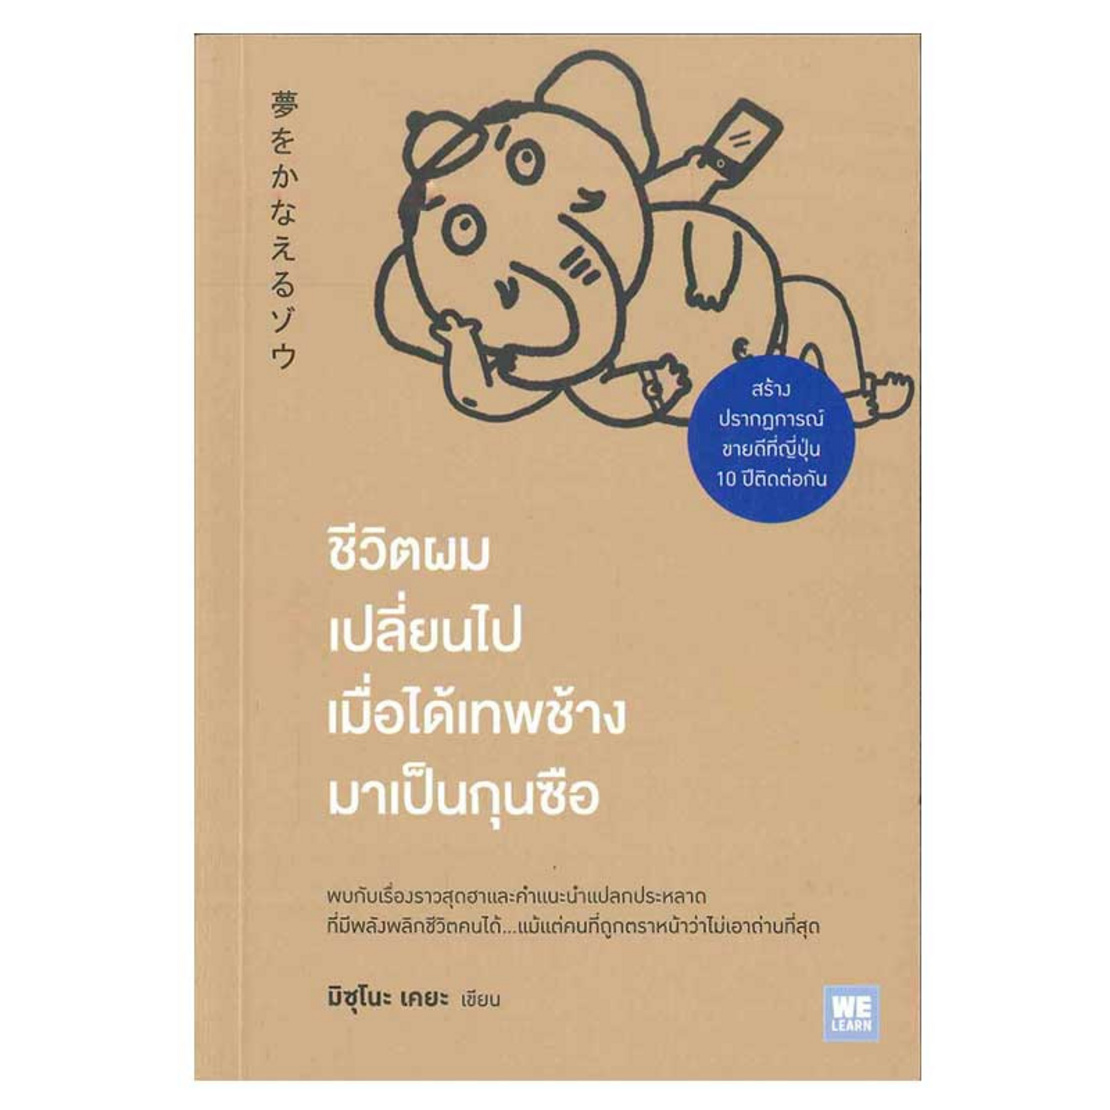 夢をかなえるゾウ
สร้าง
ปรากฏการณ์
ขายดีที่ญี่ปุ่น
10 ปีติดต่อกัน
ชีวิตผม
เปลี่ยนไป
เมื่อได้เทพช้าง
มาเป็นกุนซือ
พบกับเรื่องราวสุดฮาและคำแนะนำแปลกประหลาด
ที่มีพลังพลิกชีวิตคนได้...แม้แต่คนที่ถูกตราหน้าว่าไม่เอาถ่านที่สุด
มิซุโนะ เคยะ เขียน
WE
LEARN